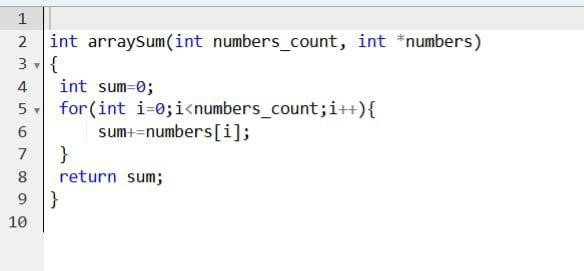 1
2 int arraySum(int numbers_count, int *numbers)
3 {
4 int sum=0;
5 for(int i=0;i<numbers_count;i++){
6 sum+=numbers[i];
7 }
8 return sum;
9 }
10